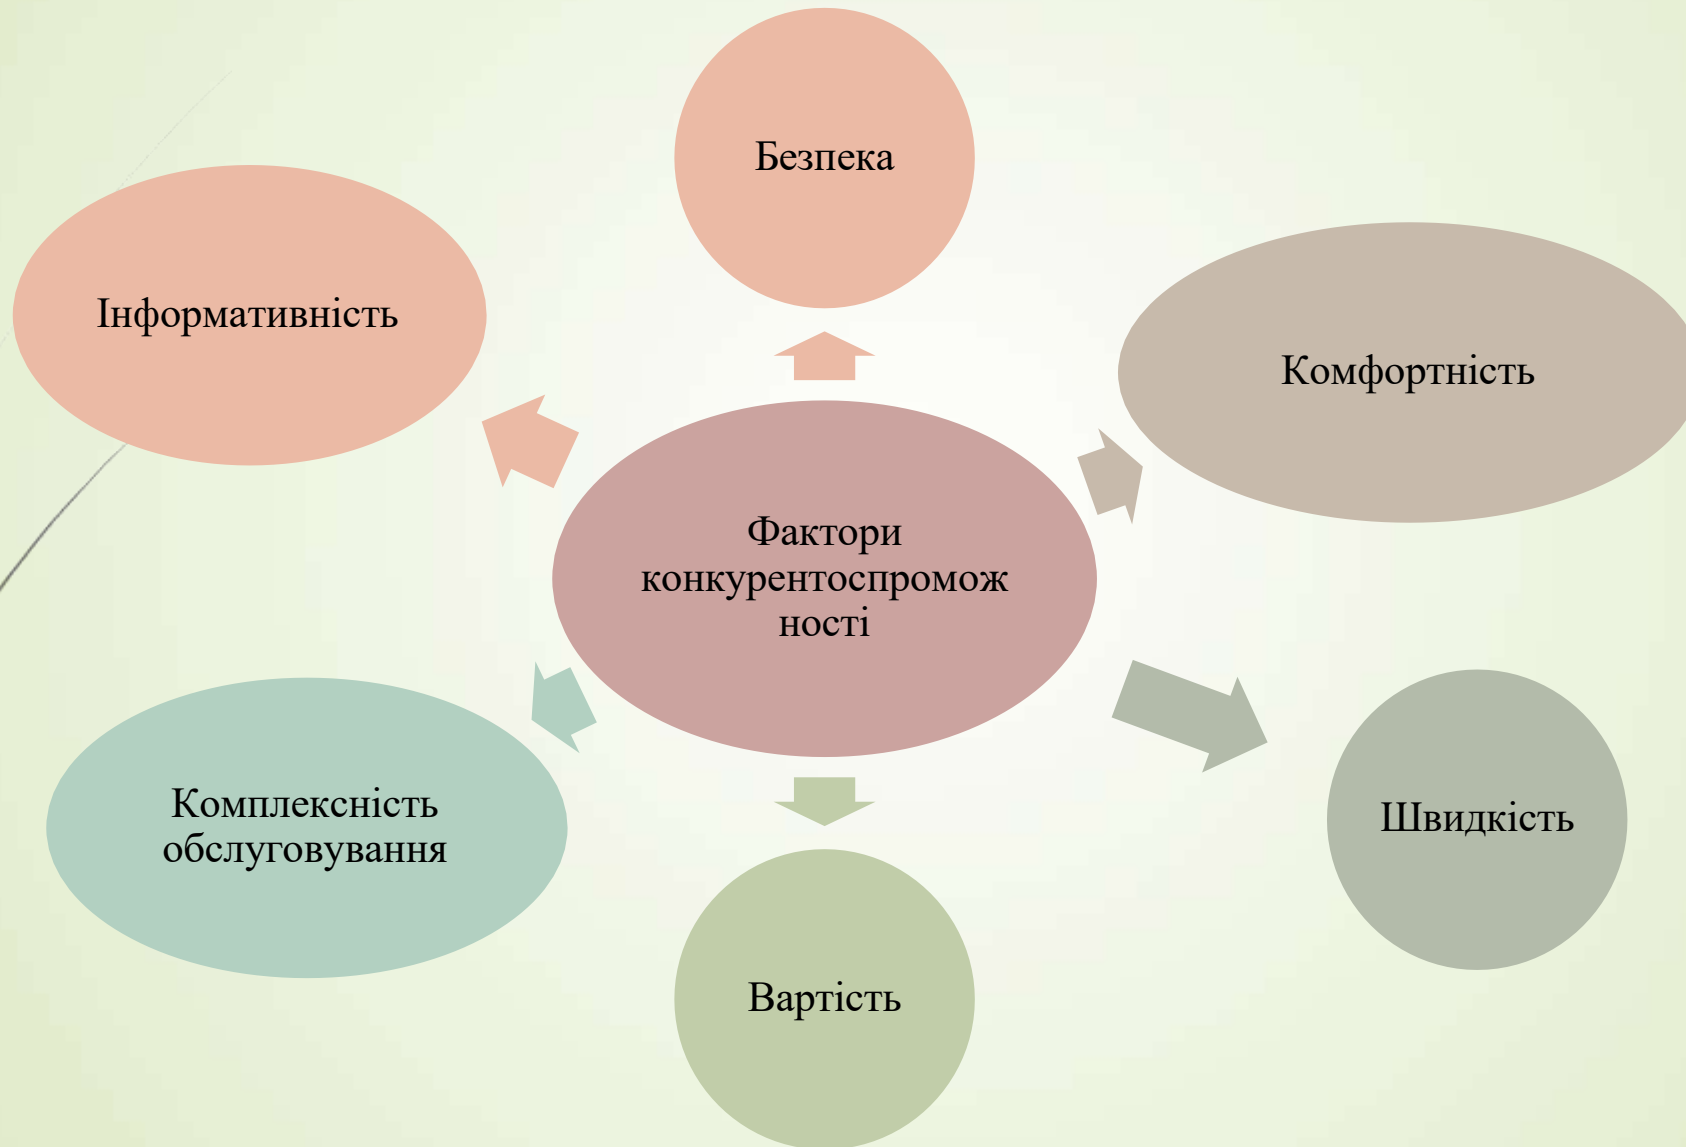 Безпека
Інформативність
Комфортність
Фактори
конкурентоспромож
ності
Комплексність
обслуговування
Швидкість
Вартість